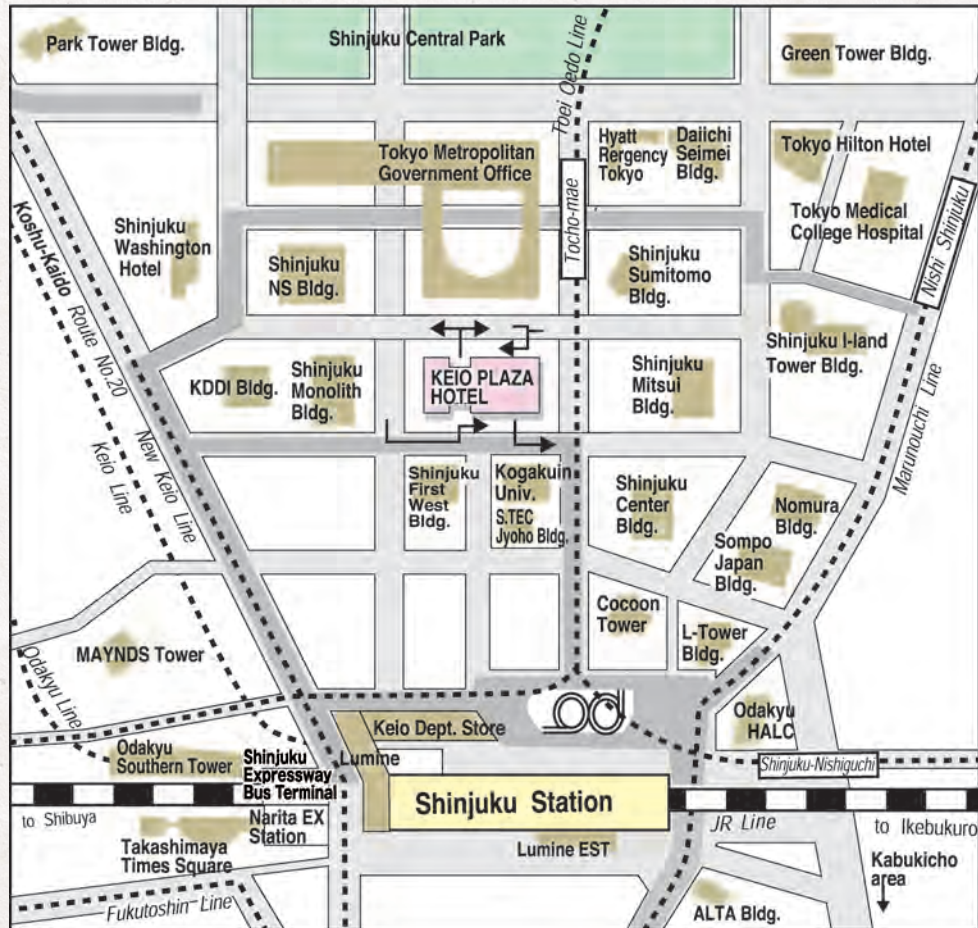 Park Tower Bldg.
Shinjuku Central Park
Green Tower Bldg.
Toei Oedo Line
Tokyo Metropolitan
Government Office
Hyatt
Rergency
Tokyo
Daiichi
Seimei
Bldg.
Tokyo Hilton Hotel
Tokyo Medical
College Hospital
Koshu-Kaido Route No.20
Shinjuku
Washington
Hotel
Shinjuku
NS Bldg.
Tocho-mae
Shinjuku
Sumitomo
Bldg.
Nishi Shinjuku
Shinjuku I-land
Tower Bldg.
KDDI Bldg.
Shinjuku
Monolith
Bldg.
KEIO PLAZA
HOTEL
Shinjuku
Mitsui
Bldg.
New Keio Line
Keio Line
Marunouchi Line
Shinjuku
First
West Bldg.
Kogakuin
Univ.
S.TEC
Jyoho Bldg.
Shinjuku
Center
Bldg.
Nomura
Bldg.
Sompo
Japan
Bldg.
Cocoon
Tower
L-Tower
Bldg.
MAYNDS Tower
Odakyu Line
Keio Dept. Store
Odakyu
HALC
Odakyu
Southern Tower
Shinjuku
Expressway
Bus Terminal
Lumine
Shinjuku-Nishiguchi
Shinjuku Station
to Shibuya
Narita EX
Station
JR Line
to Ikebukuro
Takashimaya
Times Square
Lumine EST
Kabukicho
area
Fukutoshin Line
ALTA Bldg.